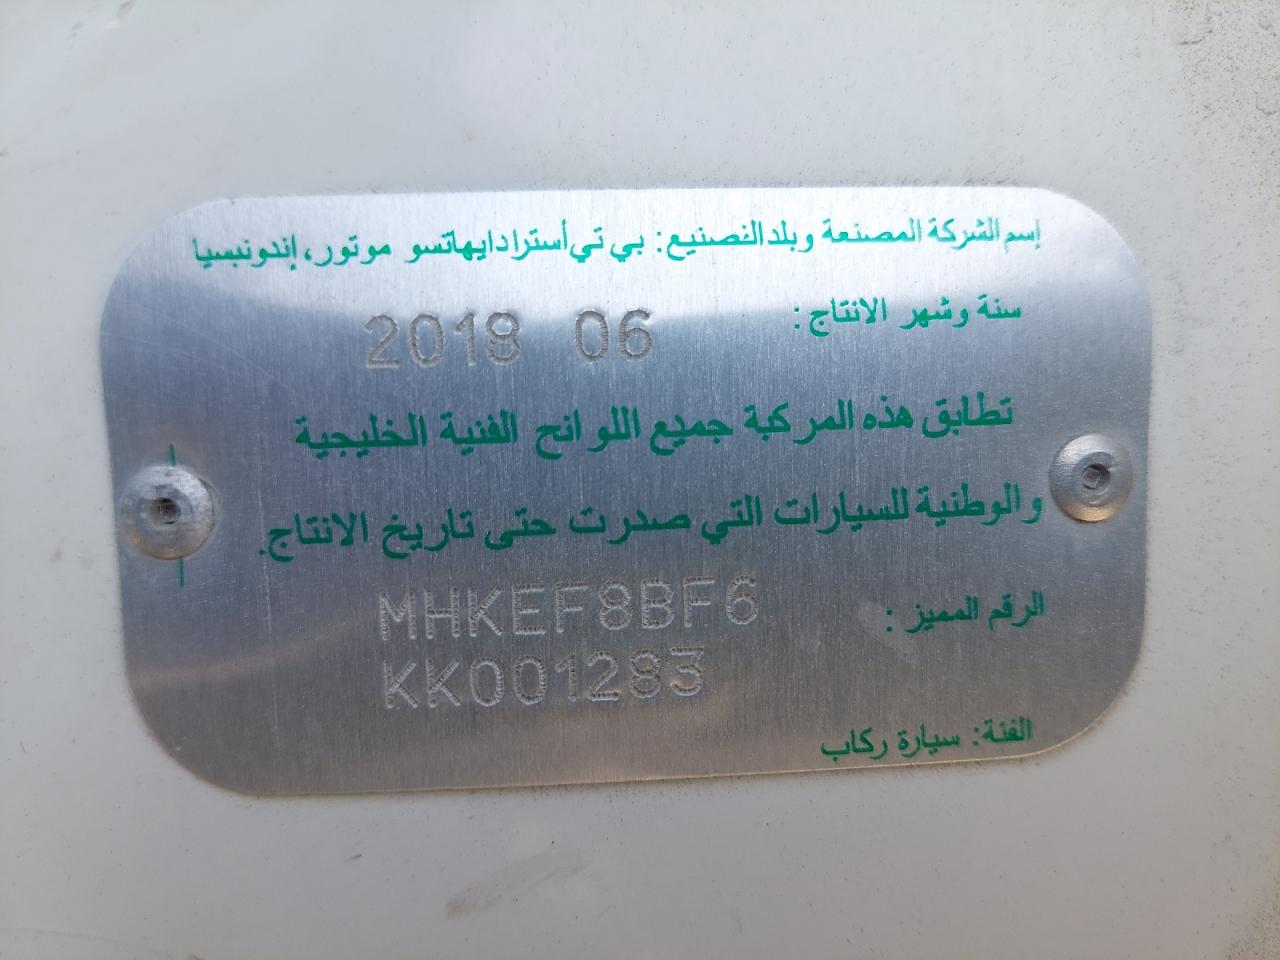 إسم الشركة المصنعة وبلد التصنيع: بي تي أسترا دايهاتسو موتور، إندونيسيا
سنة وشهر الانتاج: 2018 06
تطابق هذه المركبة جميع اللوائح الفنية الخليجية
والوطنية للسيارات التي صدرت حتى تاريخ الانتاج.
الرقم المميز: MHKEF8BF6
KK001283
الفئة: سيارة ركاب